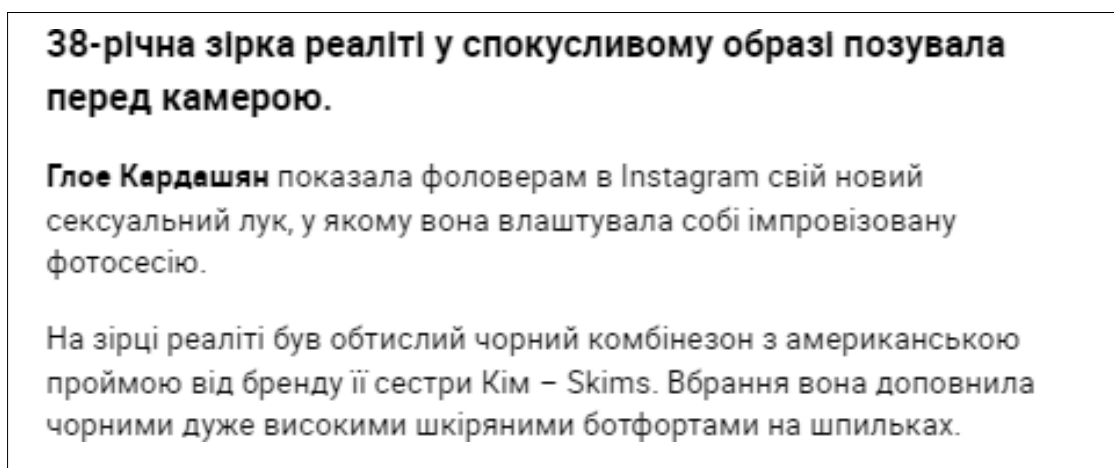 38-річна зірка реаліті у спокусливому образі позувала
перед камерою.
Глое Кардашян показала фоловерам в Instagram свій новий
сексуальний лук, у якому вона влаштувала собі імпровізовану
фотосесію.
На зірці реаліті був обтислий чорний комбінезон з американською
проймою від бренду її сестри Кім – Skims. Вбрання вона доповнила
чорними дуже високими шкіряними ботфортами на шпильках.